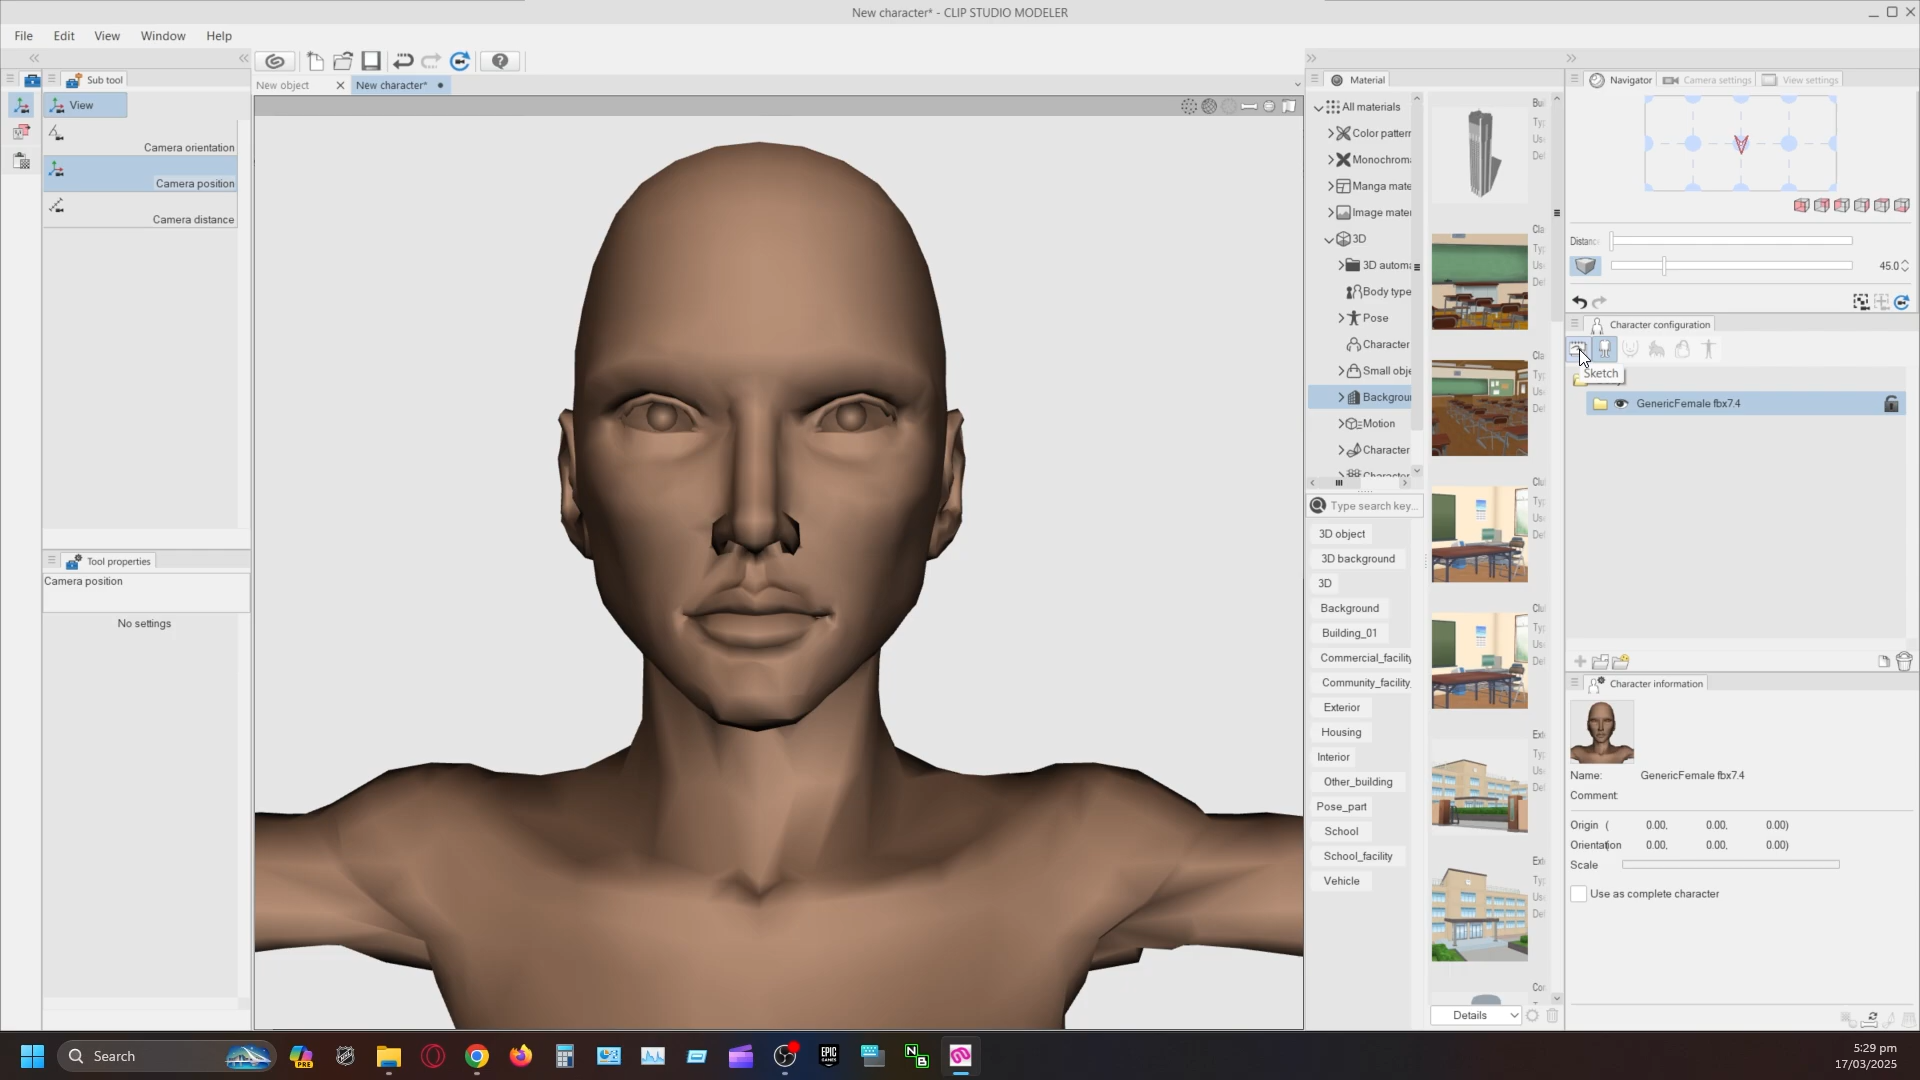 New character* - CLIP STUDIO MODELER
File Edit View Window Help
New object
New character*
Sub tool
View
Camera orientation
Camera position
Camera distance
Tool properties
Camera position
No settings
Material
All materials
Color pattern
Monochrom
Manga mate
Image mater
3D
3D autom
Body type
Pose
Character
Small obje
Backgrou
Motion
Character
Type search key...
3D object
3D background
3D
Background
Building_01
Commercial_facility
Community_facility
Exterior
Housing
Interior
Other_building
Pose_part
School
School_facility
Vehicle
Details
Navigator Camera settings View settings
Distanc
45.0
Character configuration
Sketch
GenericFemale fbx7.4
Character information
Name: GenericFemale fbx7.4
Comment
Origin ( 0.00, 0.00, 0.00)
Orientation 0.00, 0.00, 0.00)
Scale
Use as complete character
Search
PRE
EPIC GAMES
N B
5:29 pm
17/03/2025